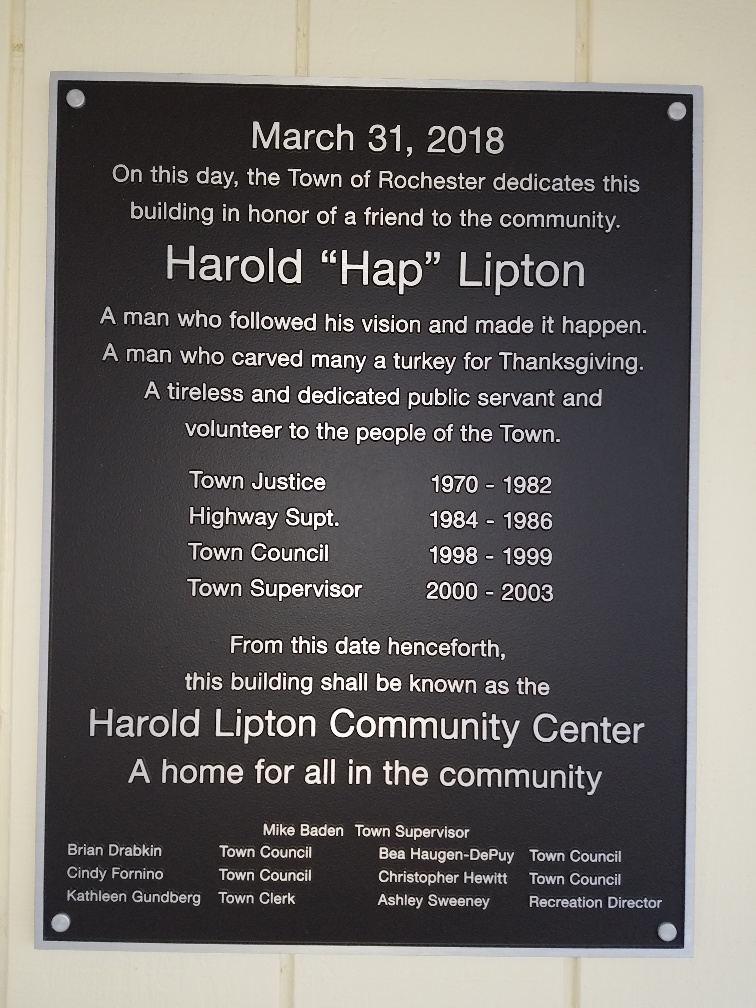 March 31, 2018
On this day, the Town of Rochester dedicates this
building in honor of a friend to the community.
Harold “Hap” Lipton
A man who followed his vision and made it happen.
A man who carved many a turkey for Thanksgiving.
A tireless and dedicated public servant and
volunteer to the people of the Town.
Town Justice 1970 - 1982
Highway Supt. 1984 - 1986
Town Council 1998 - 1999
Town Supervisor 2000 - 2003
From this date henceforth,
this building shall be known as the
Harold Lipton Community Center
A home for all in the community
Mike Baden Town Supervisor
Brian Drabkin Town Council Bea Haugen-DePuy Town Council
Cindy Fornino Town Council Christopher Hewitt Town Council
Kathleen Gundberg Town Clerk Ashley Sweeney Recreation Director